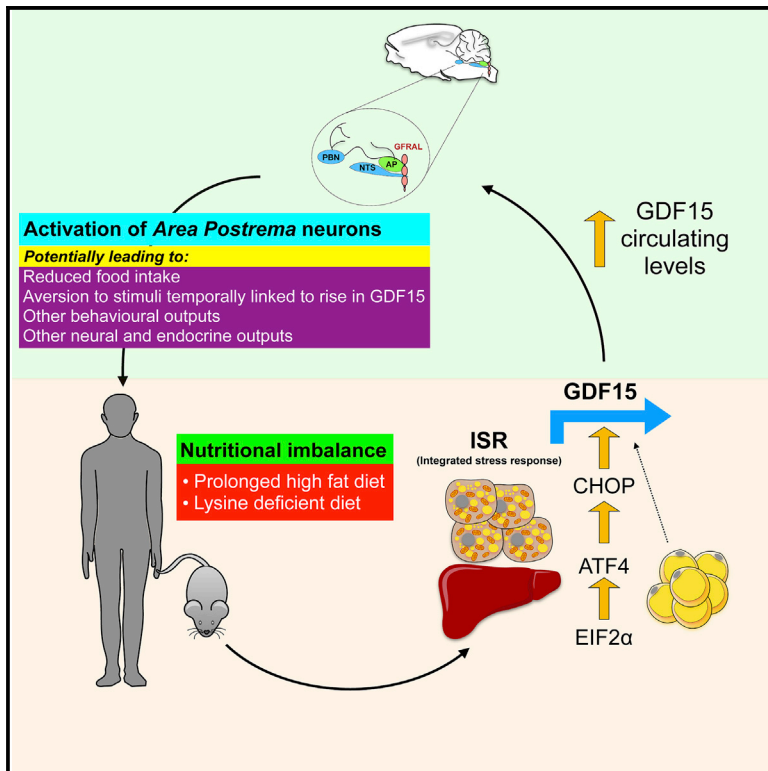 GFRAL
PBN
NTS
AP
Activation of Area Postrema neurons
Potentially leading to:
Reduced food intake
Aversion to stimuli temporally linked to rise in GDF15
Other behavioural outputs
Other neural and endocrine outputs
GDF15
circulating
levels
Nutritional imbalance
• Prolonged high fat diet
• Lysine deficient diet
ISR
(Integrated stress response)
GDF15
CHOP
ATF4
EIF2α